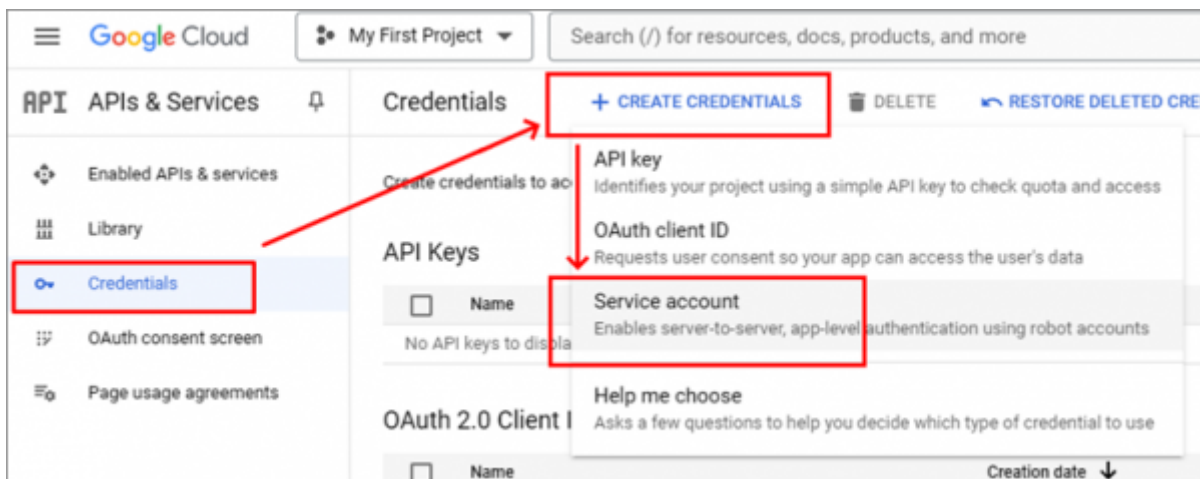 Google Cloud
My First Project
Search (/) for resources, docs, products, and more
API
APIs & Services
Credentials
+ CREATE CREDENTIALS
DELETE
RESTORE DELETED CRE
Enabled APIs & services
Library
Credentials
OAuth consent screen
Page usage agreements
Create credentials to ac
API key
Identifies your project using a simple API key to check quota and access
OAuth client ID
Requests user consent so your app can access the user's data
Service account
Enables server-to-server, app-level authentication using robot accounts
Help me choose
Asks a few questions to help you decide which type of credential to use
API Keys
Name
No API keys to displa
OAuth 2.0 Client I
Name
Creation date